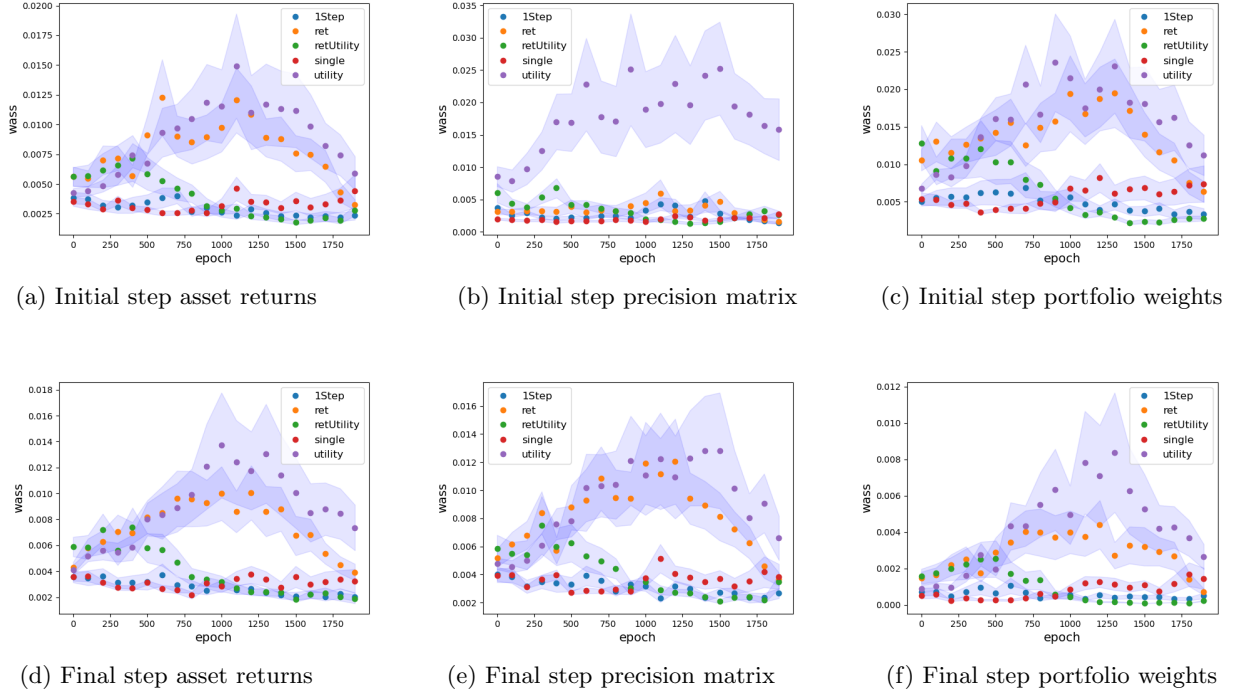 0.0200
0.0175
0.0150
0.0125
0.0100
0.0075
0.0050
0.0025
wass
0 250 500 750 1000 1250 1500 1750
epoch
1Step
ret
retUtility
single
utility
(a) Initial step asset returns
0.035
0.030
0.025
0.020
0.015
0.010
0.005
0.000
wass
0 250 500 750 1000 1250 1500 1750
epoch
1Step
ret
retUtility
single
utility
(b) Initial step precision matrix
0.030
0.025
0.020
0.015
0.010
0.005
wass
0 250 500 750 1000 1250 1500 1750
epoch
1Step
ret
retUtility
single
utility
(c) Initial step portfolio weights
0.018
0.016
0.014
0.012
0.010
0.008
0.006
0.004
0.002
wass
0 250 500 750 1000 1250 1500 1750
epoch
1Step
ret
retUtility
single
utility
(d) Final step asset returns
0.016
0.014
0.012
0.010
0.008
0.006
0.004
0.002
wass
0 250 500 750 1000 1250 1500 1750
epoch
1Step
ret
retUtility
single
utility
(e) Final step precision matrix
0.012
0.010
0.008
0.006
0.004
0.002
0.000
wass
0 250 500 750 1000 1250 1500 1750
epoch
1Step
ret
retUtility
single
utility
(f) Final step portfolio weights